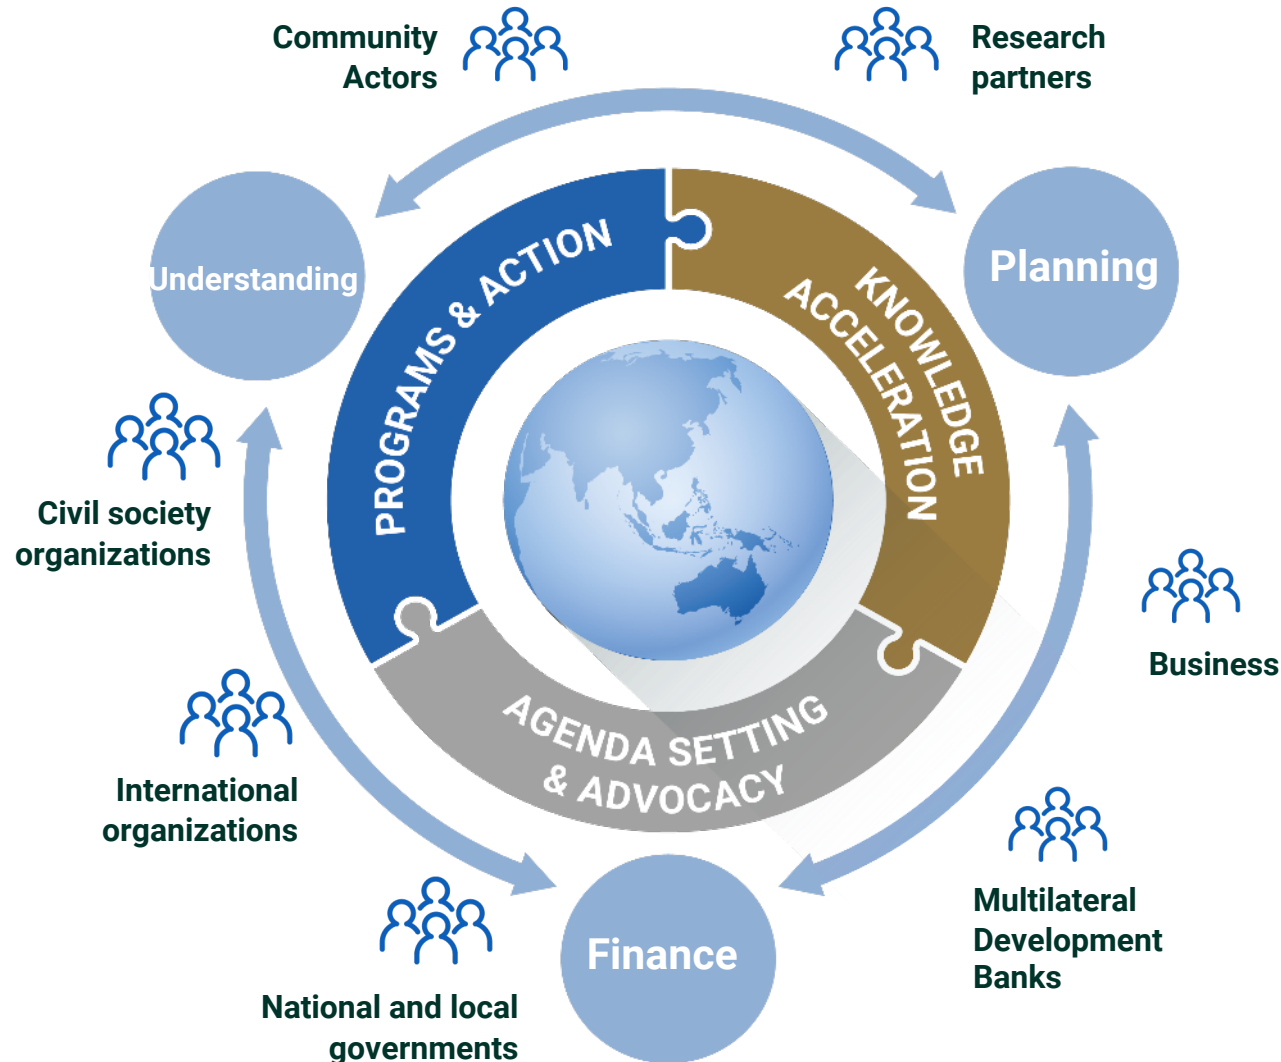 Community
Actors
Research
partners
Understanding
Planning
PROGRAMS & ACTION
KNOWLEDGE
ACCELERATION
Civil society
organizations
Business
AGENDA SETTING
& ADVOCACY
International
organizations
Multilateral
Development
Banks
Finance
National and local
governments